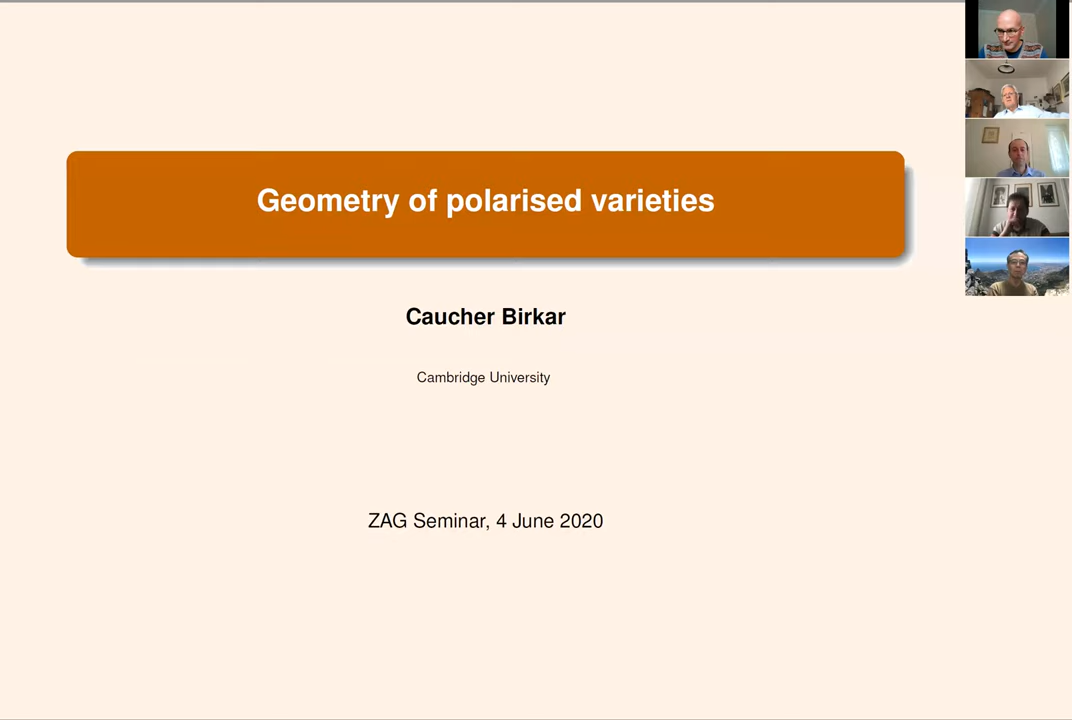 Geometry of polarised varieties
Caucher Birkar
Cambridge University
ZAG Seminar, 4 June 2020